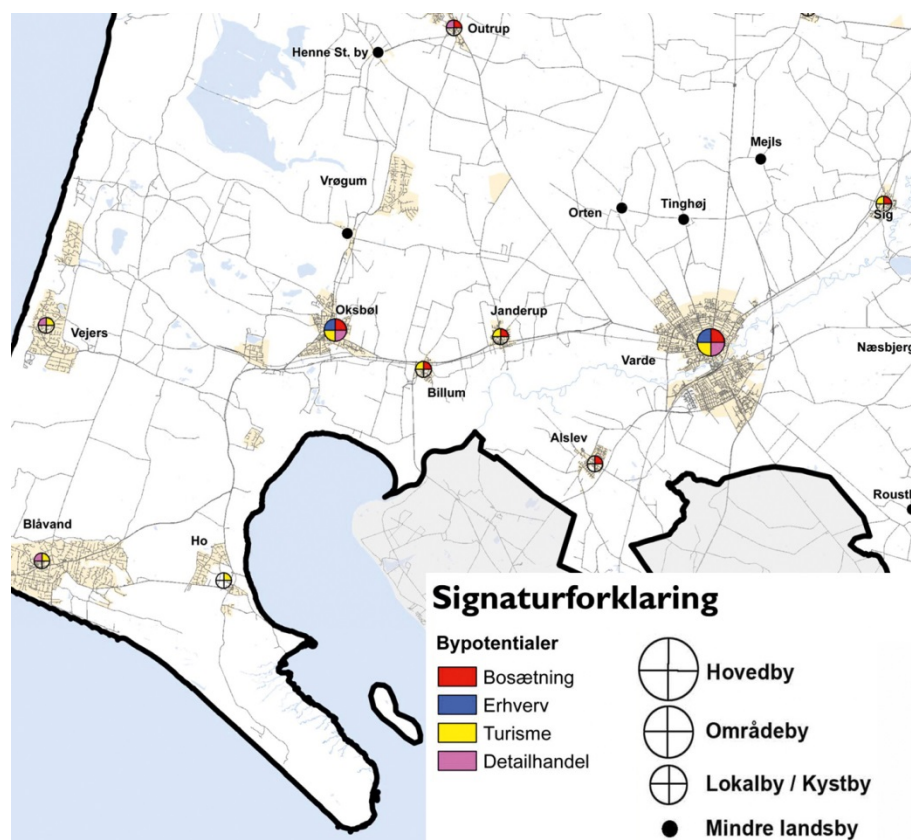 Outrup
Henne St. by
Mejls
Vrøgum
Orten
Tinghøj
Sig
Oksbøl
Janderup
Vejers
Varde
Næsbjerg
Billum
Alslev
Blåvand
Ho
Signaturforklaring
Bypotentialer
Bosætning
Erhverv
Turisme
Detailhandel
Hovedby
Områdeby
Lokalby / Kystby
Mindre landsby